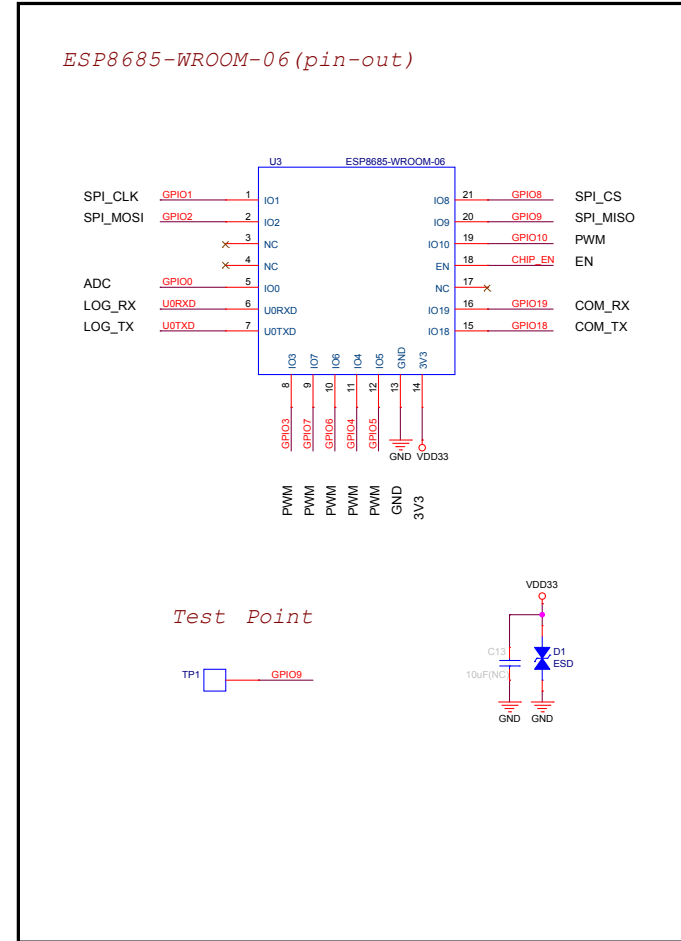 ESP8685-WROOM-06(pin-out)
U3 ESP8685-WROOM-06
SPI_CLK GPIO1 1 IO1 IO8 21 GPIO8 SPI_CS
SPI_MOSI GPIO2 2 IO2 IO9 20 GPIO9 SPI_MISO
3 NC IO10 19 GPIO10 PWM
4 NC EN 18 CHIP_EN EN
ADC GPIO0 5 IO0 NC 17
LOG_RX U0RXD 6 U0RXD IO19 16 GPIO19 COM_RX
LOG_TX U0TXD 7 U0TXD IO18 15 GPIO18 COM_TX
IO3 IO7 IO6 IO4 IO5 GND 3V3
8 9 10 11 12 13 14
GPIO3 GPIO7 GPIO6 GPIO4 GPIO5
GND VDD33
PWM PWM PWM PWM PWM GND 3V3
VDD33
Test Point
C13 D1
10uF(NC) ESD
TP1 GPIO9
GND GND